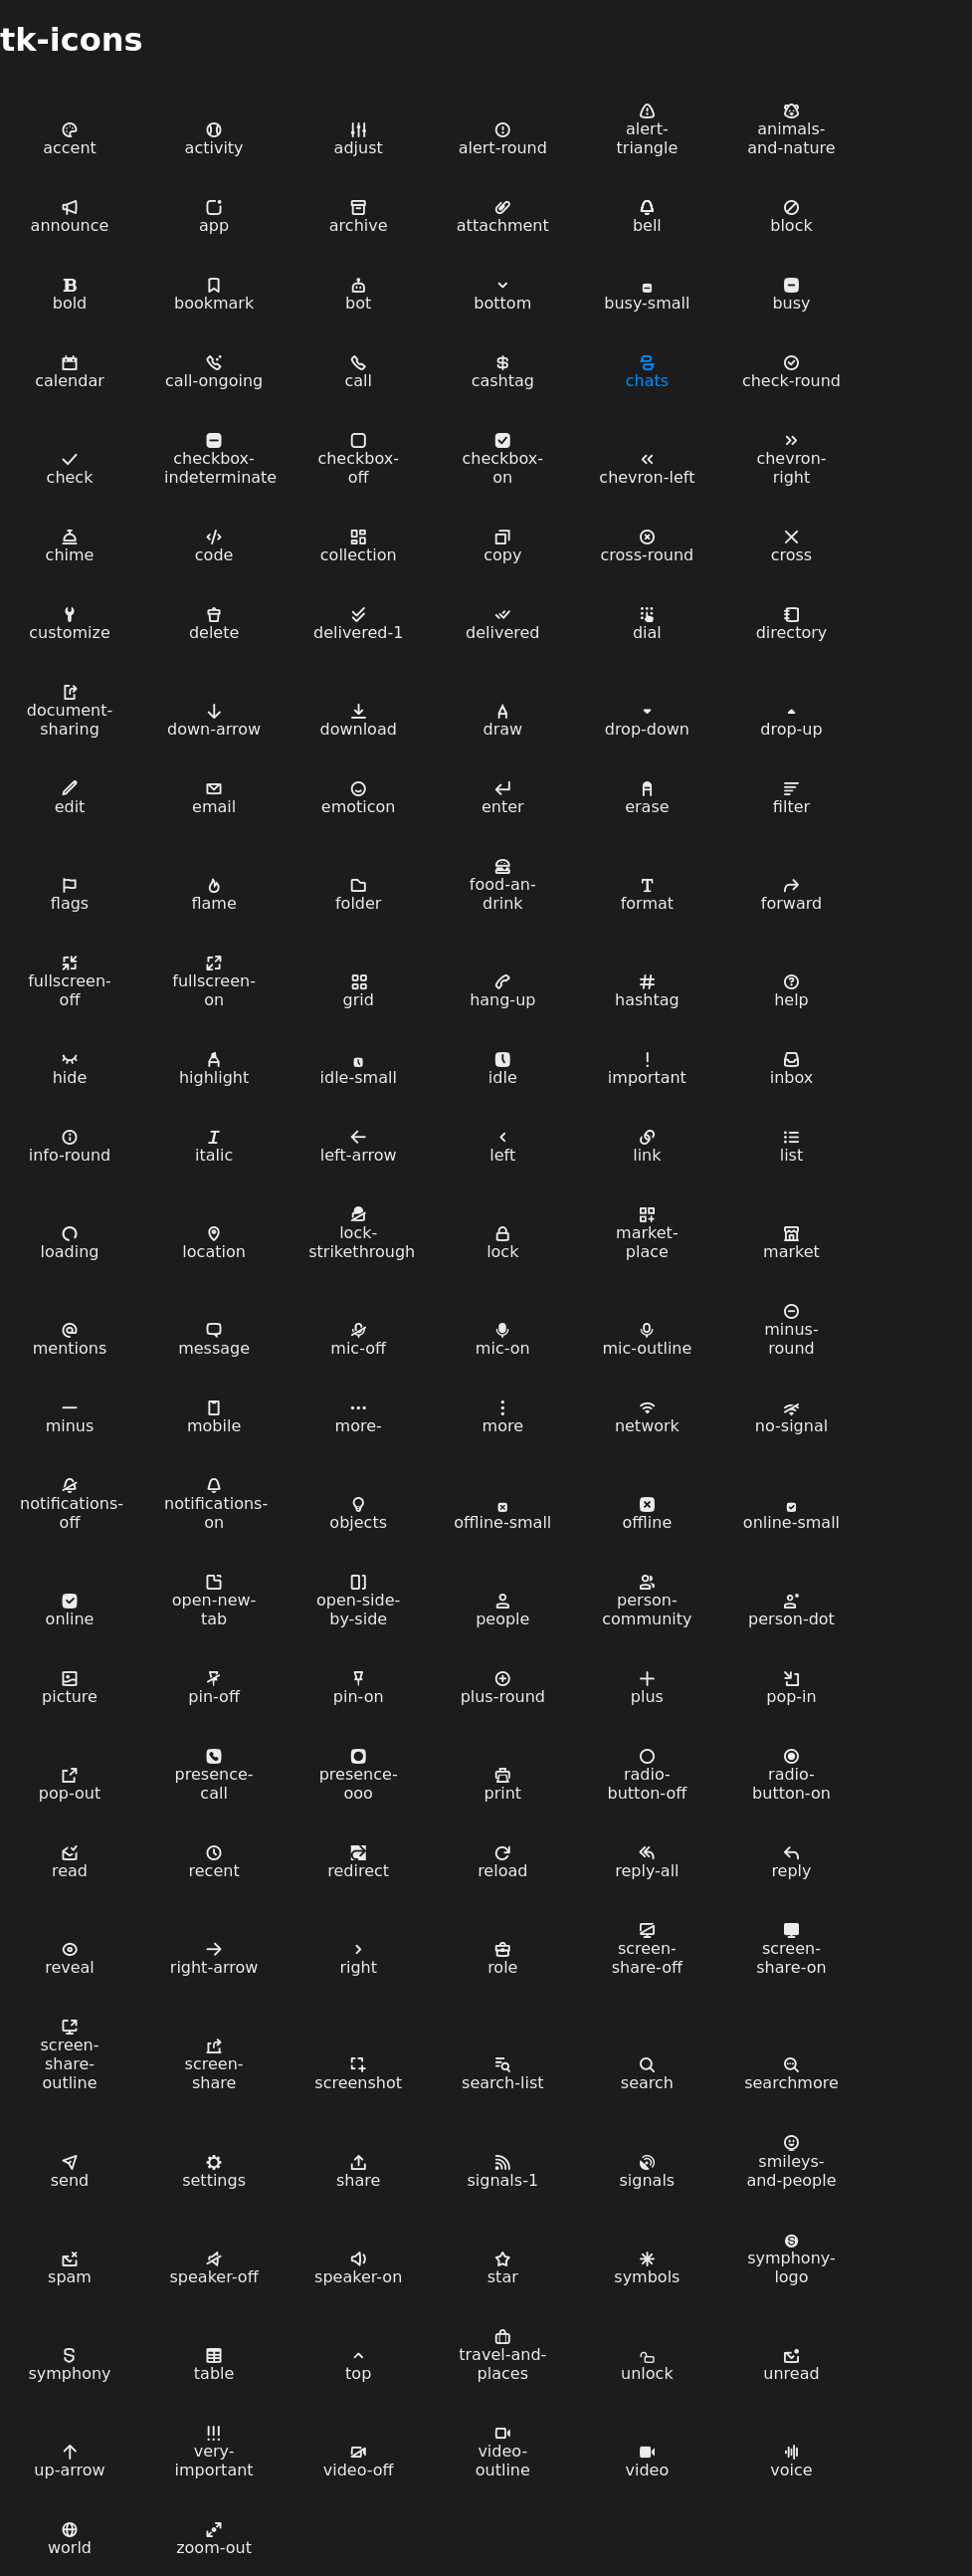 tk-icons
accent
activity
adjust
alert-round
alert-
triangle
animals-
and-nature
announce
app
archive
attachment
bell
block
bold
bookmark
bot
bottom
busy-small
busy
calendar
call-ongoing
call
cashtag
chats
check-round
check
checkbox-
indeterminate
checkbox-
off
checkbox-
on
chevron-left
chevron-
right
chime
code
collection
copy
cross-round
cross
customize
delete
delivered-1
delivered
dial
directory
document-
sharing
down-arrow
download
draw
drop-down
drop-up
edit
email
emoticon
enter
erase
filter
flags
flame
folder
food-an-
drink
format
forward
fullscreen-
off
fullscreen-
on
grid
hang-up
hashtag
help
hide
highlight
idle-small
idle
important
inbox
info-round
italic
left-arrow
left
link
list
loading
location
lock-
strikethrough
lock
market-
place
market
mentions
message
mic-off
mic-on
mic-outline
minus-
round
minus
mobile
more-
more
network
no-signal
notifications-
off
notifications-
on
objects
offline-small
offline
online-small
online
open-new-
tab
open-side-
by-side
people
person-
community
person-dot
picture
pin-off
pin-on
plus-round
plus
pop-in
pop-out
presence-
call
presence-
ooo
print
radio-
button-off
radio-
button-on
read
recent
redirect
reload
reply-all
reply
reveal
right-arrow
right
role
screen-
share-off
screen-
share-on
screen-
share-
outline
screen-
share
screenshot
search-list
search
searchmore
send
settings
share
signals-1
signals
smileys-
and-people
spam
speaker-off
speaker-on
star
symbols
symphony-
logo
symphony
table
top
travel-and-
places
unlock
unread
up-arrow
very-
important
video-off
video-
outline
video
voice
world
zoom-out